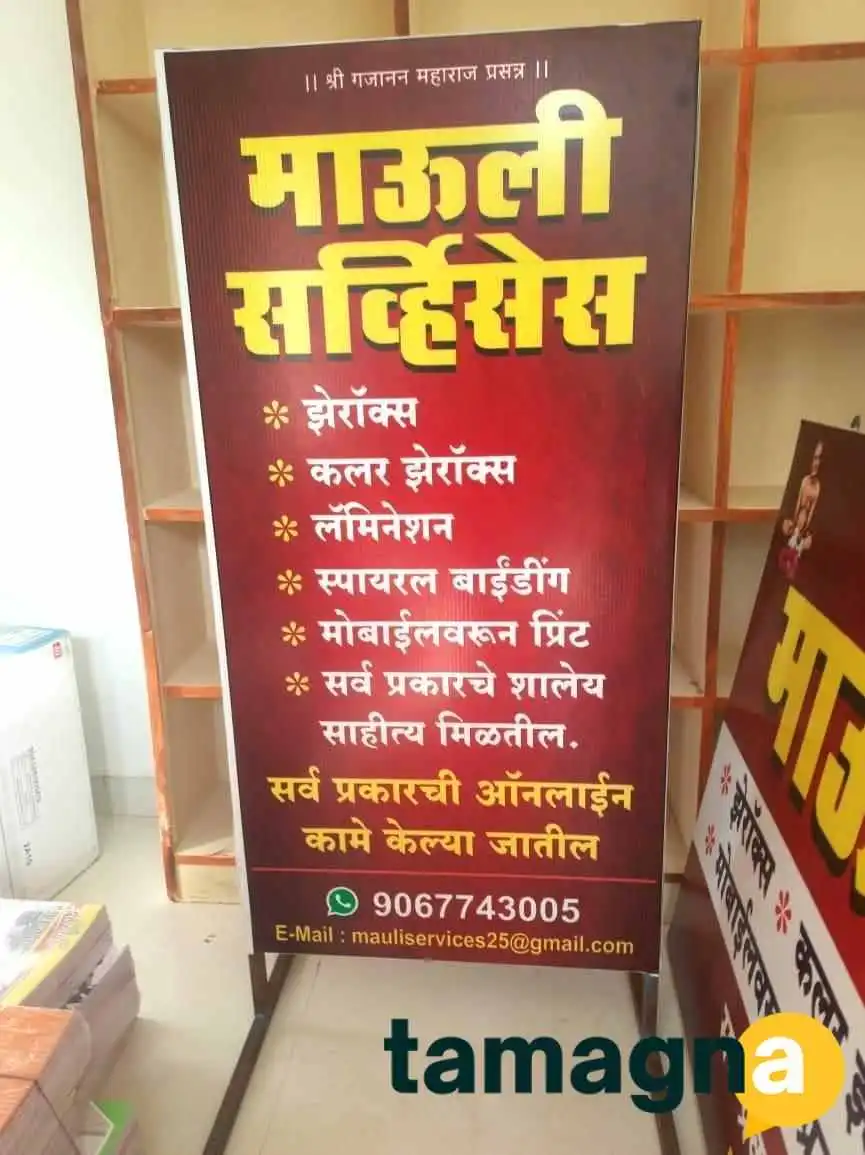 || श्री गजानन महाराज प्रसन्न ||
माऊली
सर्व्हिसेस
* झेरॉक्स
* कलर झेरॉक्स
* लॅमिनेशन
* स्पायरल बाईंडींग
* मोबाईलवरून प्रिंट
* सर्व प्रकारचे शालेय
साहीत्य मिळतील.
सर्व प्रकारची ऑनलाईन
कामे केल्या जातील
9067743005
E-Mail : mauliservices25@gmail.com
* झेरॉक्स * कलर
tamagna